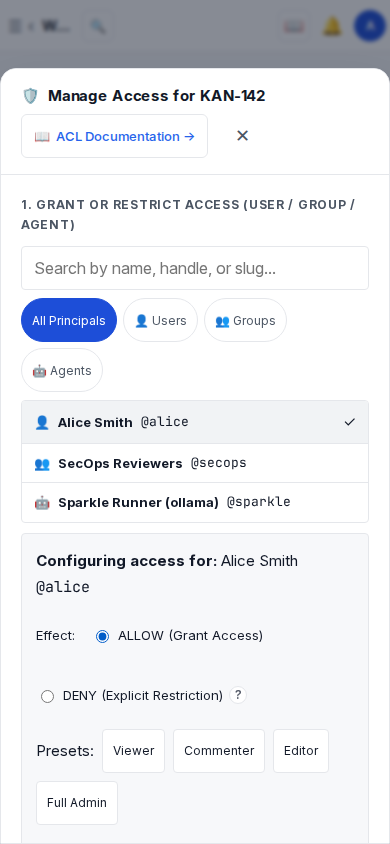 Manage Access for KAN-142
ACL Documentation →
✕
1. GRANT OR RESTRICT ACCESS (USER / GROUP /
AGENT)
Search by name, handle, or slug...
All Principals
Users
Groups
Agents
Alice Smith @alice ✓
SecOps Reviewers @secops
Sparkle Runner (ollama) @sparkle
Configuring access for: Alice Smith
@alice
Effect: ALLOW (Grant Access)
DENY (Explicit Restriction) ?
Presets: Viewer Commenter Editor
Full Admin